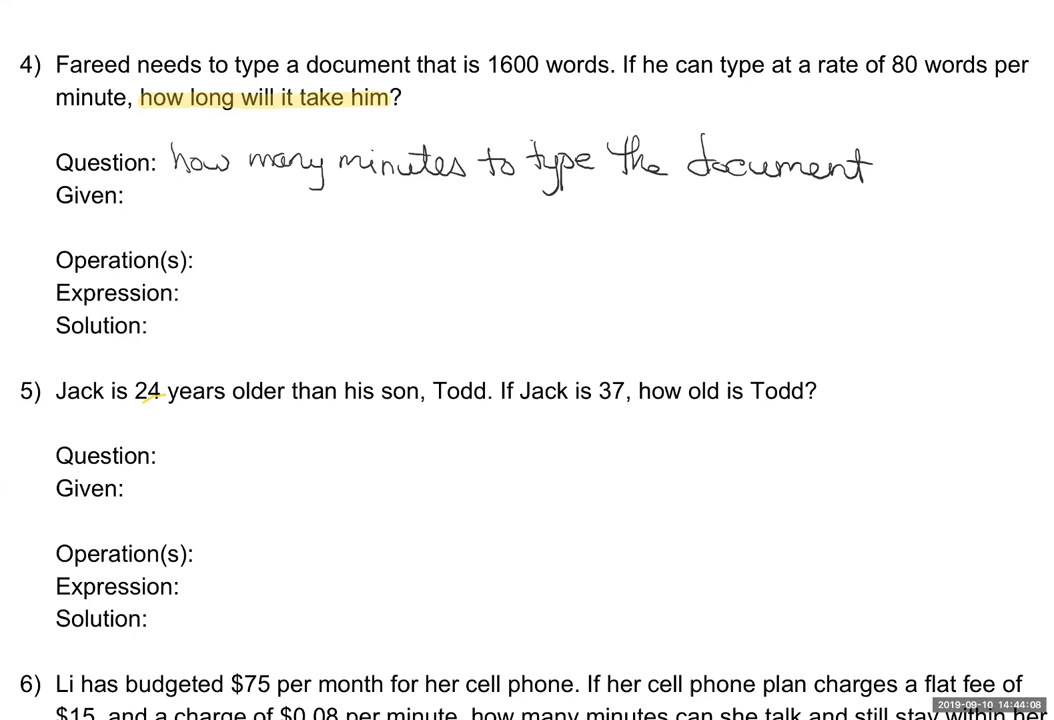 4) Fareed needs to type a document that is 1600 words. If he can type at a rate of 80 words per
minute, how long will it take him?
Question: how many minutes to type the document
Given:
Operation(s):
Expression:
Solution:
5) Jack is 24 years older than his son, Todd. If Jack is 37, how old is Todd?
Question:
Given:
Operation(s):
Expression:
Solution:
6) Li has budgeted $75 per month for her cell phone. If her cell phone plan charges a flat fee of
$15, and a charge of $0.08 per minute, how many minutes can she talk and still stay within her
2019-09-10 14:44:08